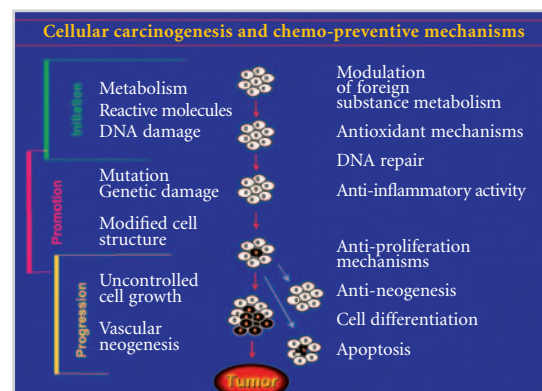 Cellular carcinogenesis and chemo-preventive mechanisms
Initiation
Metabolism
Reactive molecules
DNA damage
Promotion
Mutation
Genetic damage
Modified cell
structure
Progression
Uncontrolled
cell growth
Vascular
neogenesis
Modulation
of foreign
substance metabolism
Antioxidant mechanisms
DNA repair
Anti-inflammatory activity
Anti-proliferation
mechanisms
Anti-neogenesis
Cell differentiation
Apoptosis
Tumor